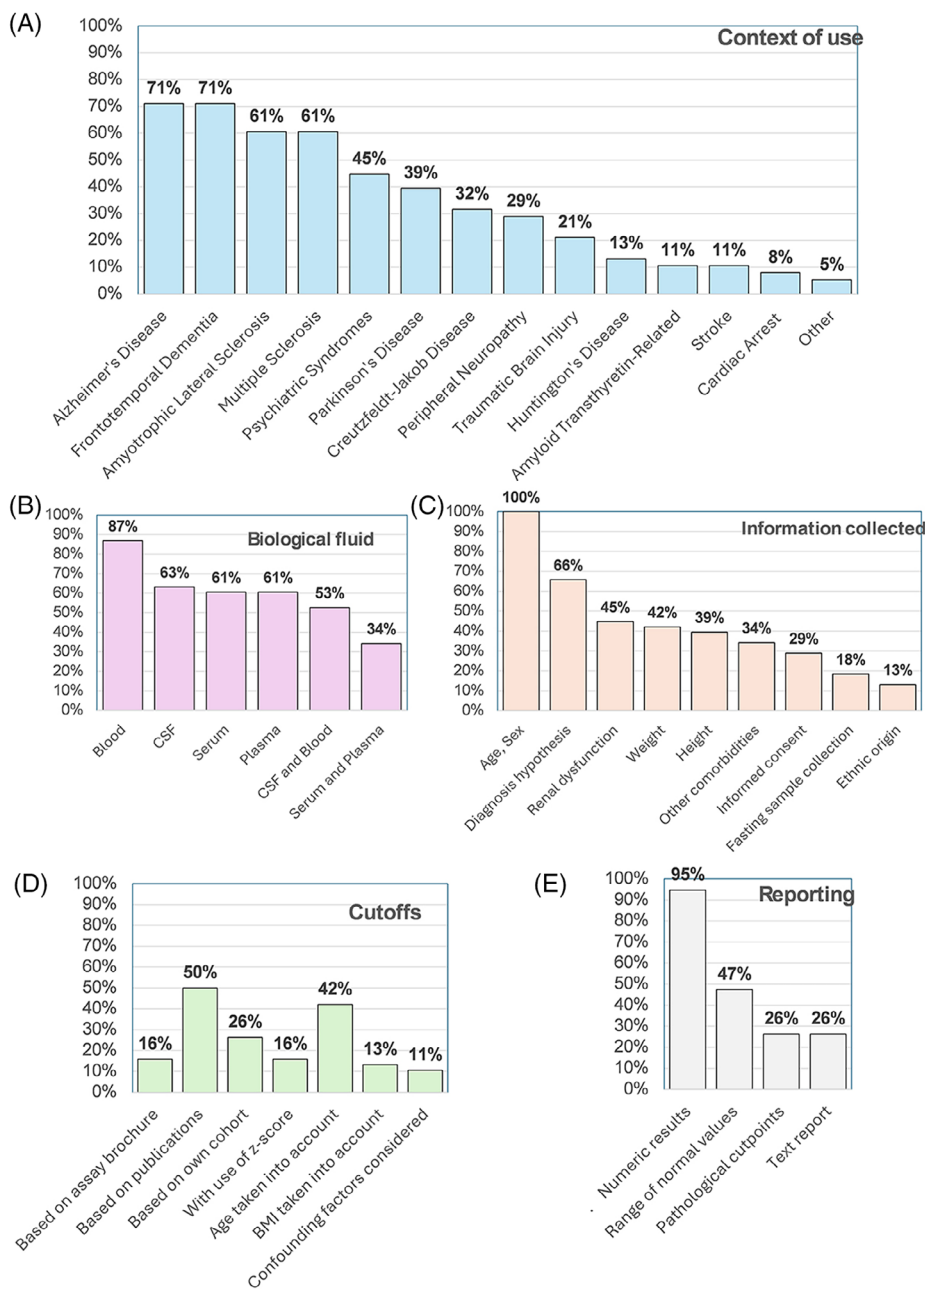 (A)
Context of use
100%
90%
80%
70%
60%
50%
40%
30%
20%
10%
0%
71%
71%
61%
61%
45%
39%
32%
29%
21%
13%
11%
11%
8%
5%
Alzheimer's Disease
Frontotemporal Dementia
Amyotrophic Lateral Sclerosis
Multiple Sclerosis
Psychiatric Syndromes
Parkinson's Disease
Creutzfeldt-Jakob Disease
Peripheral Neuropathy
Traumatic Brain Injury
Huntington's Disease
Amyloid Transthyretin-Related
Stroke
Cardiac Arrest
Other
(B)
Biological fluid
100%
90%
80%
70%
60%
50%
40%
30%
20%
10%
0%
87%
63%
61%
61%
53%
34%
Blood
CSF
Serum
Plasma
CSF and Blood
Serum and Plasma
(C)
Information collected
100%
90%
80%
70%
60%
50%
40%
30%
20%
10%
0%
100%
66%
45%
42%
39%
34%
29%
18%
13%
Age, Sex
Diagnosis hypothesis
Renal dysfunction
Weight
Height
Other comorbidities
Informed consent
Fasting sample collection
Ethnic origin
(D)
Cutoffs
100%
90%
80%
70%
60%
50%
40%
30%
20%
10%
0%
16%
50%
26%
16%
42%
13%
11%
Based on assay brochure
Based on publications
Based on own cohort
With use of z-score
Age taken into account
BMI taken into account
Confounding factors considered
(E)
Reporting
100%
90%
80%
70%
60%
50%
40%
30%
20%
10%
0%
95%
47%
26%
26%
Numeric results
Range of normal values
Pathological cutpoints
Text report